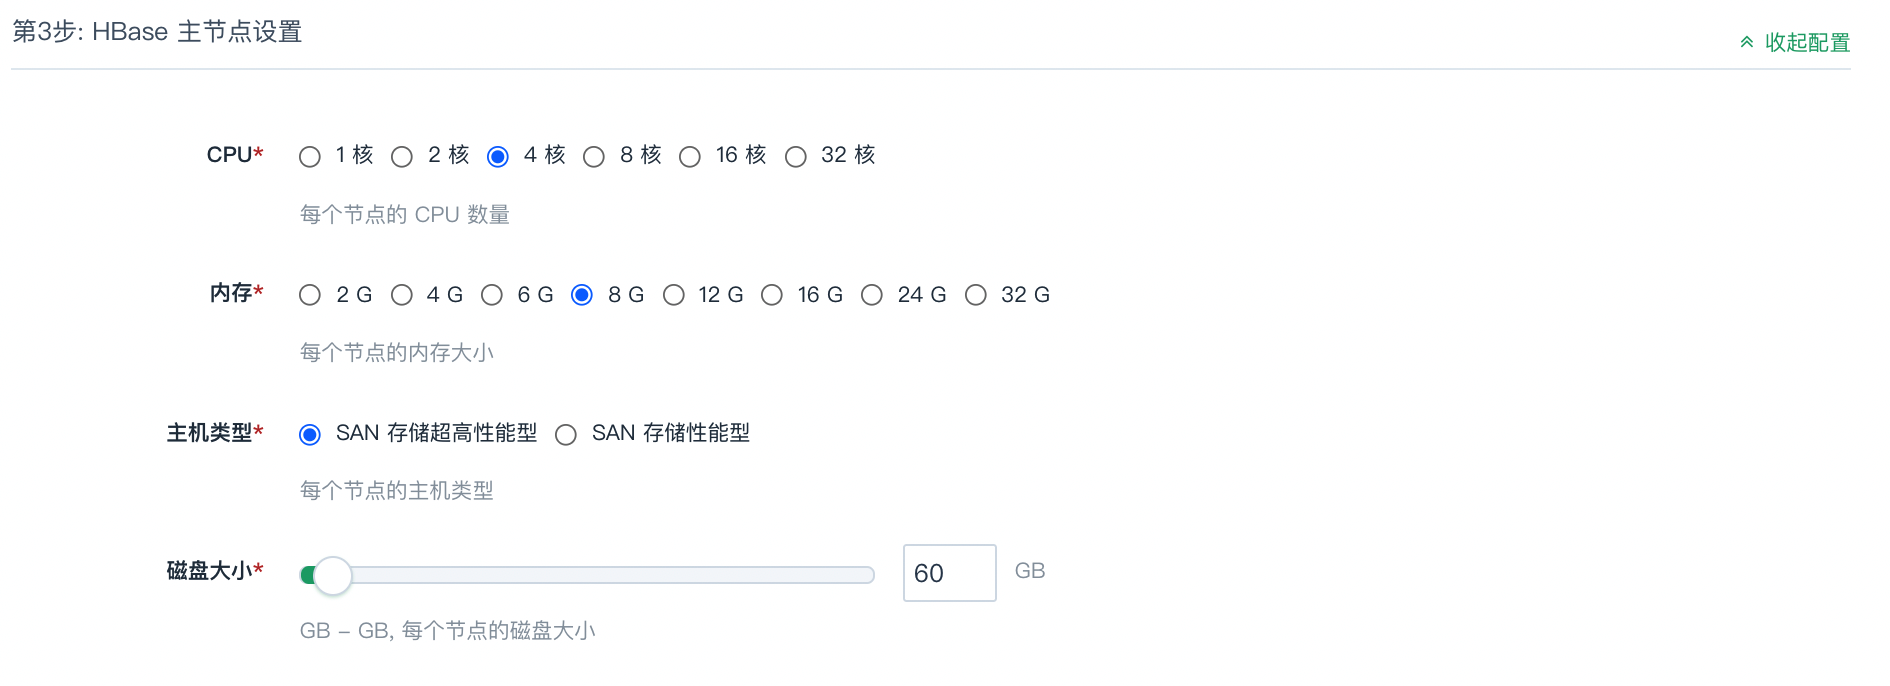 第3步: HBase 主节点设置
收起配置
CPU* 1 核 2 核 4 核 8 核 16 核 32 核
每个节点的 CPU 数量
内存* 2 G 4 G 6 G 8 G 12 G 16 G 24 G 32 G
每个节点的内存大小
主机类型* SAN 存储超高性能型 SAN 存储性能型
每个节点的主机类型
磁盘大小* 60 GB
GB – GB, 每个节点的磁盘大小